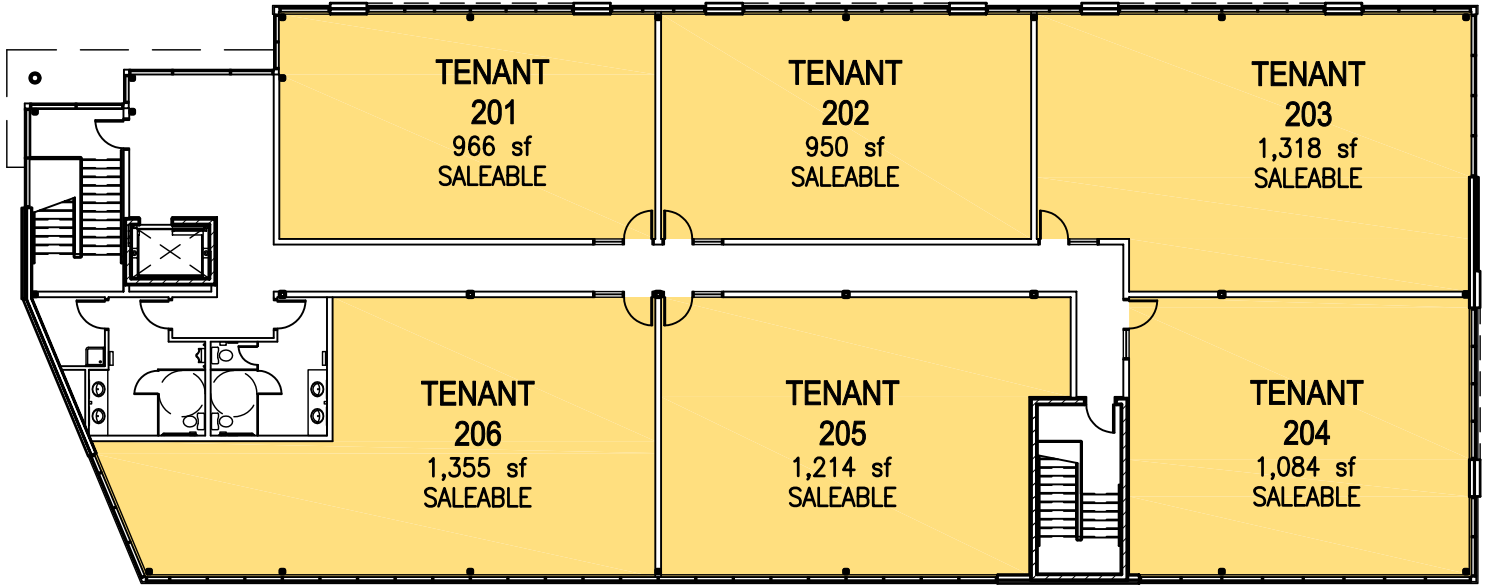 TENANT
201
966 sf
SALEABLE
TENANT
202
950 sf
SALEABLE
TENANT
203
1,318 sf
SALEABLE
TENANT
206
1,355 sf
SALEABLE
TENANT
205
1,214 sf
SALEABLE
TENANT
204
1,084 sf
SALEABLE